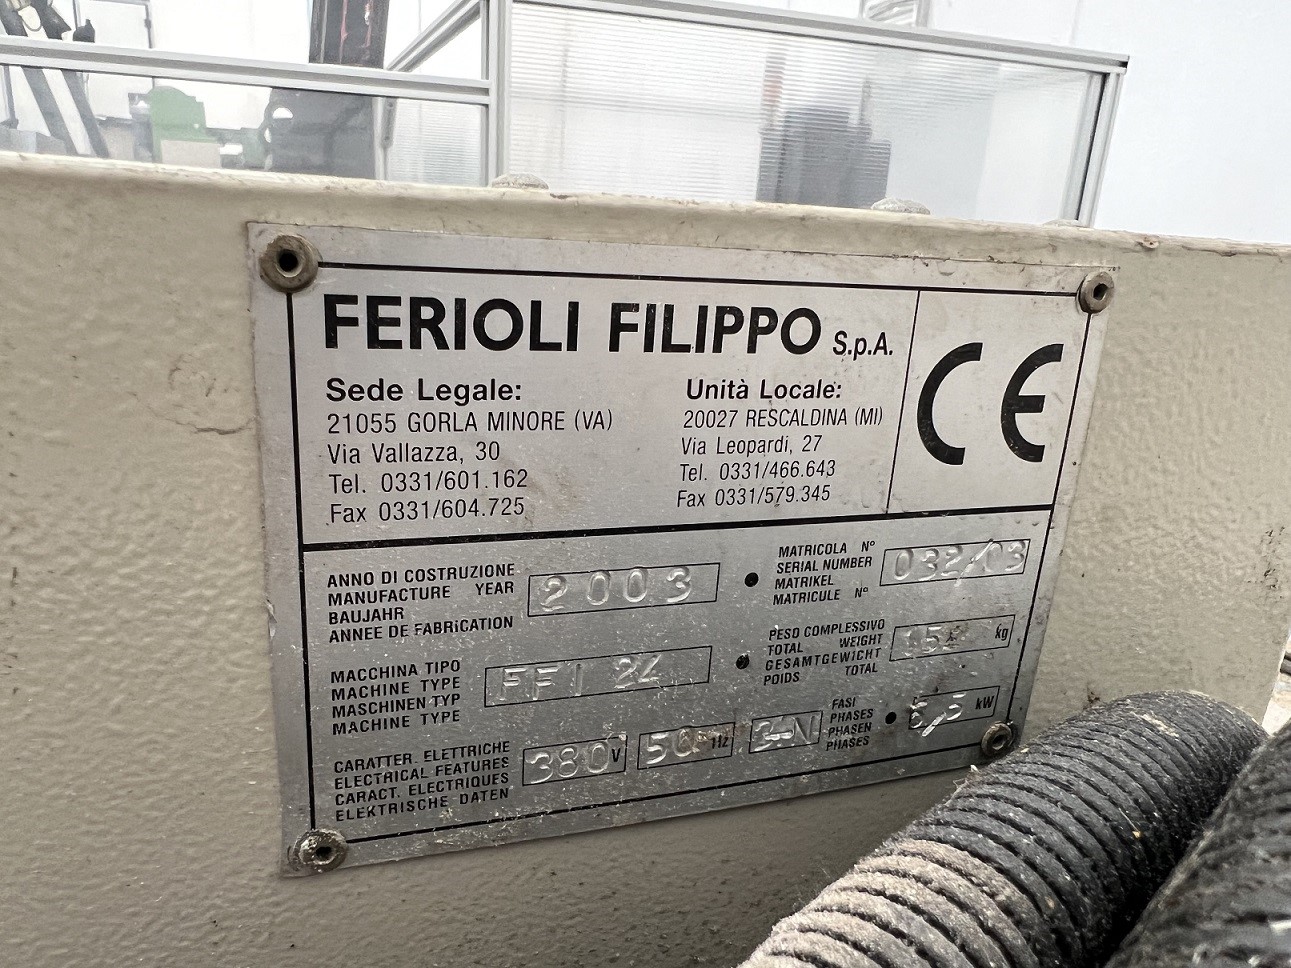 FERIOLI FILIPPO S.p.A.
CE
Sede Legale:
21055 GORLA MINORE (VA)
Via Vallazza, 30
Tel. 0331/601.162
Fax 0331/604.725
Unità Locale:
20027 RESCALDINA (MI)
Via Leopardi, 27
Tel. 0331/466.643
Fax 0331/579.345
ANNO DI COSTRUZIONE
MANUFACTURE YEAR
BAUJAHR
ANNEE DE FABRICATION
2003
MATRICOLA N°
SERIAL NUMBER
MATRIKEL
MATRICULE N°
032/03
MACCHINA TIPO
MACHINE TYPE
MASCHINEN TYP
MACHINE TYPE
FFI 24
PESO COMPLESSIVO
TOTAL WEIGHT
GESAMTGEWICHT
POIDS TOTAL
kg
CARATTER. ELETTRICHE
ELECTRICAL FEATURES
CARACT. ELECTRIQUES
ELEKTRISCHE DATEN
380 V
50 Hz
3-N
FASI
PHASES
PHASEN
PHASES
kW